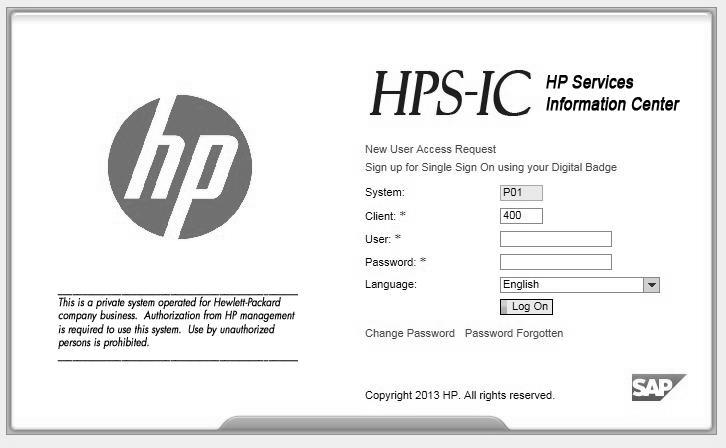 hp
This is a private system operated for Hewlett-Packard
company business. Authorization from HP management
is required to use this system. Use by unauthorized
persons is prohibited.
HPS-IC
HP Services
Information Center
New User Access Request
Sign up for Single Sign On using your Digital Badge
System: P01
Client: * 400
User: *
Password: *
Language: English
Log On
Change Password Password Forgotten
Copyright 2013 HP. All rights reserved.
SAP